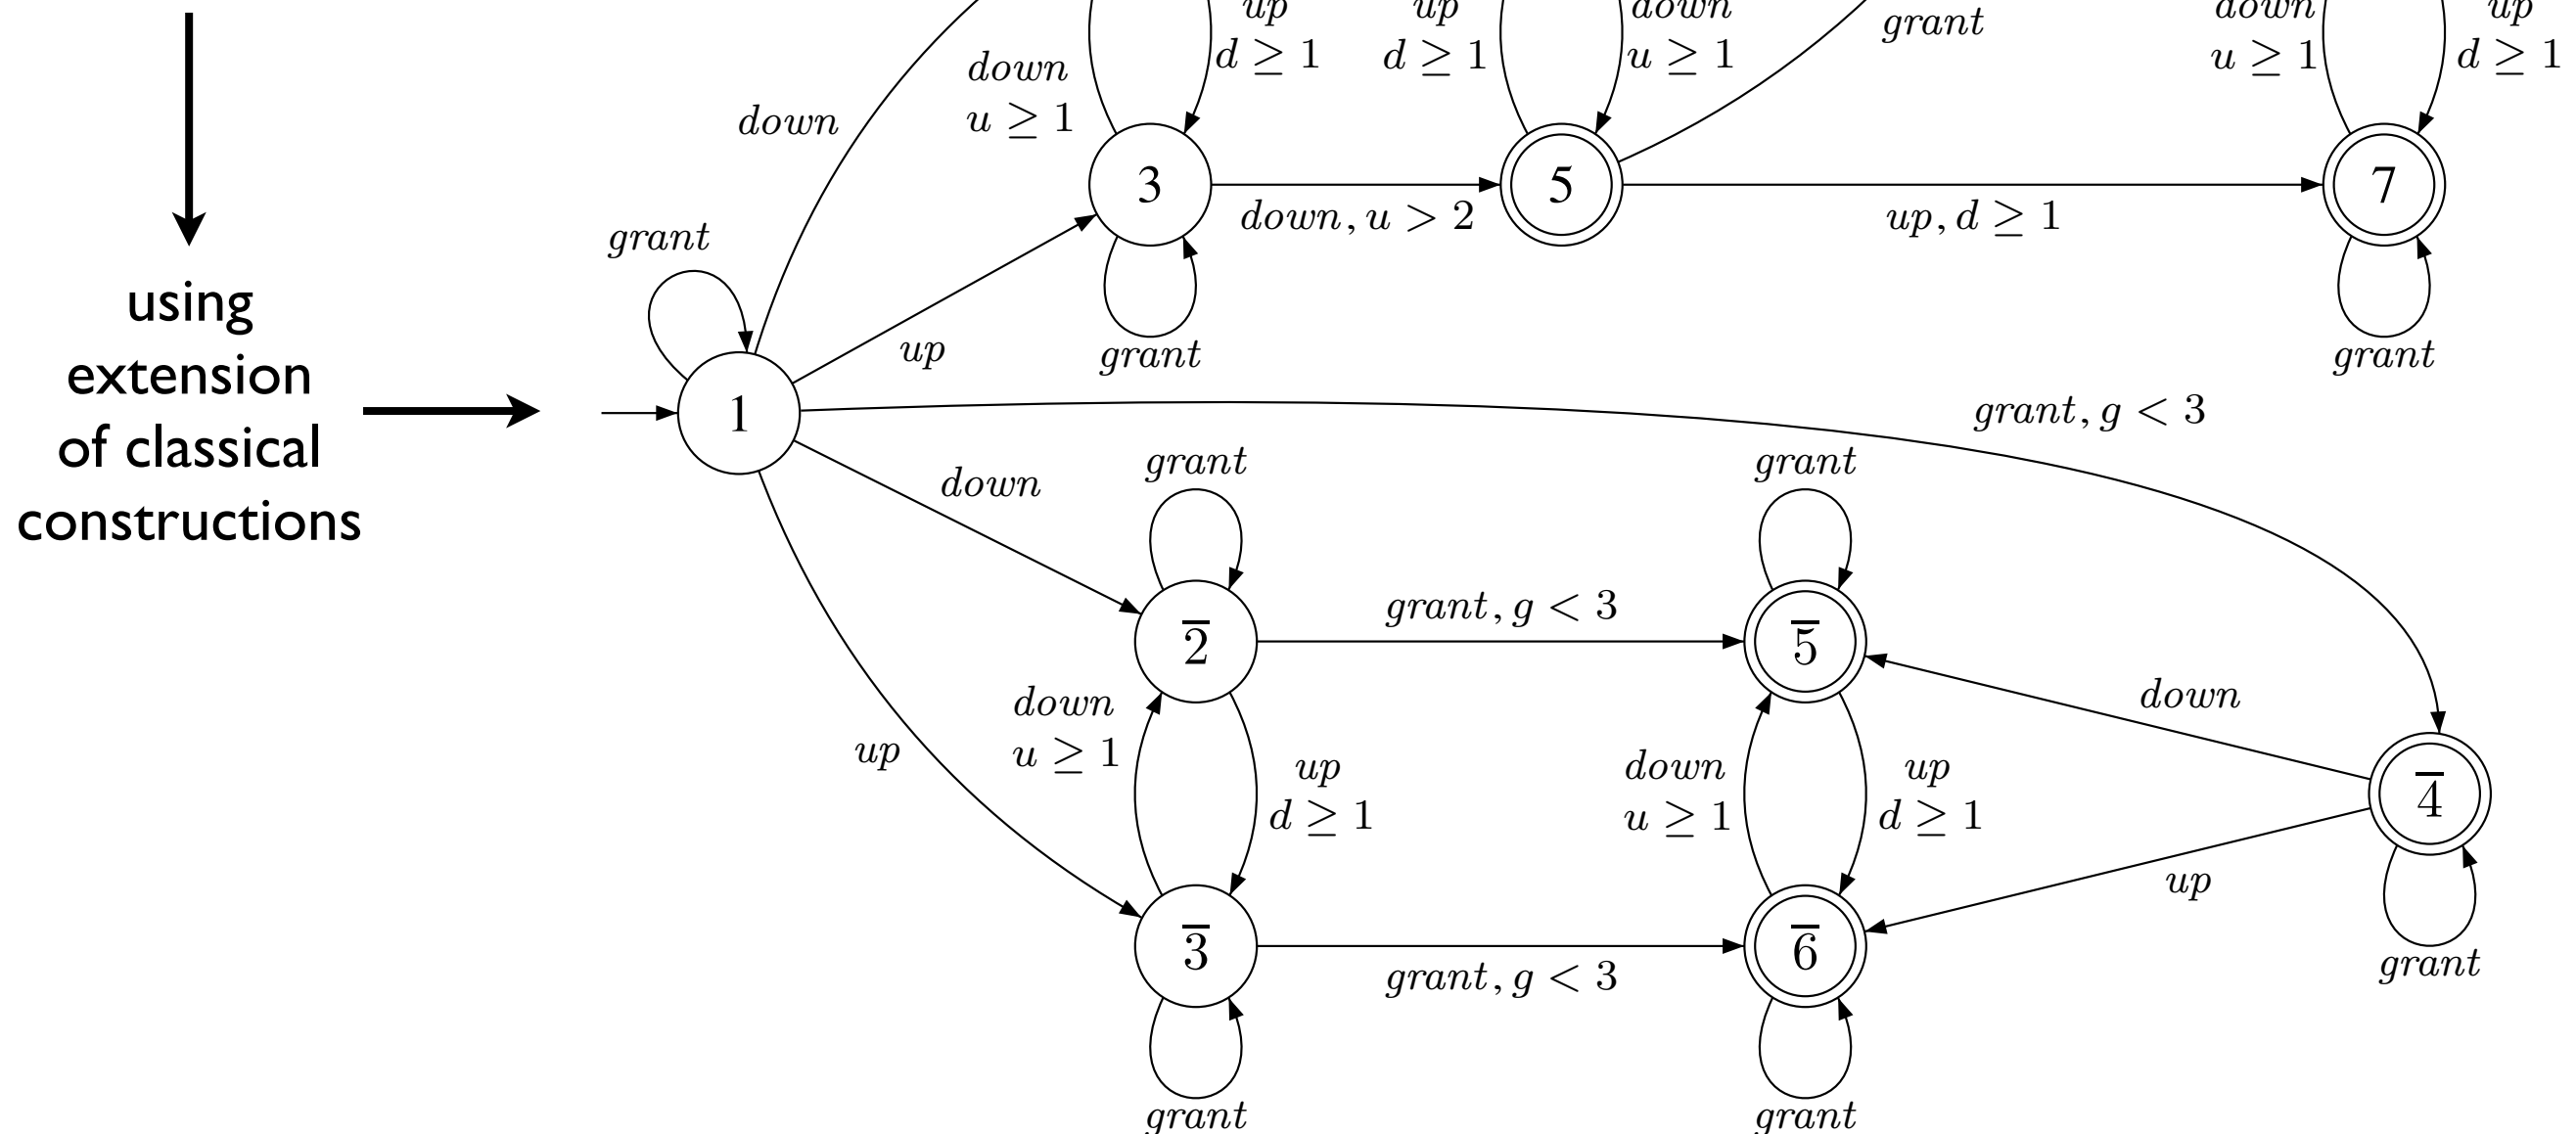 up
up
down
grant
down
up
down
u ≥ 1
d ≥ 1
d ≥ 1
u ≥ 1
u ≥ 1
d ≥ 1
down
3
5
7
down, u > 2
up, d ≥ 1
grant
up
grant
grant
using
extension
of classical
constructions
1
grant, g < 3
down
grant
grant
2̅
grant, g < 3
5̅
down
down
u ≥ 1
up
d ≥ 1
down
u ≥ 1
up
d ≥ 1
up
4̅
up
3̅
grant, g < 3
6̅
grant
grant
grant